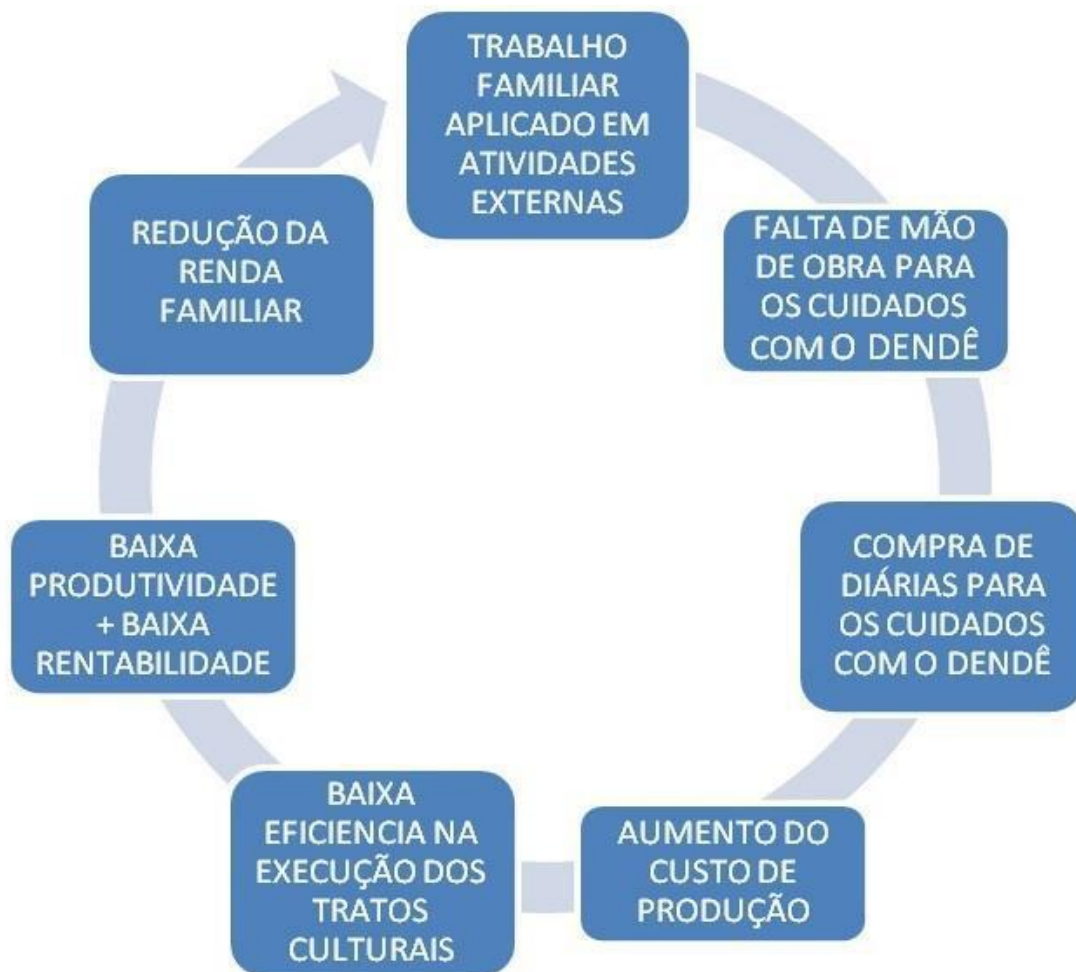 TRABALHO
FAMILIAR
APLICADO EM
ATIVIDADES
EXTERNAS
FALTA DE MÃO
DE OBRA PARA
OS CUIDADOS
COM O DENDÊ
COMPRA DE
DIÁRIAS PARA
OS CUIDADOS
COM O DENDÊ
AUMENTO DO
CUSTO DE
PRODUÇÃO
BAIXA
EFICIENCIA NA
EXECUÇÃO DOS
TRATOS
CULTURAIS
BAIXA
PRODUTIVIDADE
+ BAIXA
RENTABILIDADE
REDUÇÃO DA
RENDA
FAMILIAR